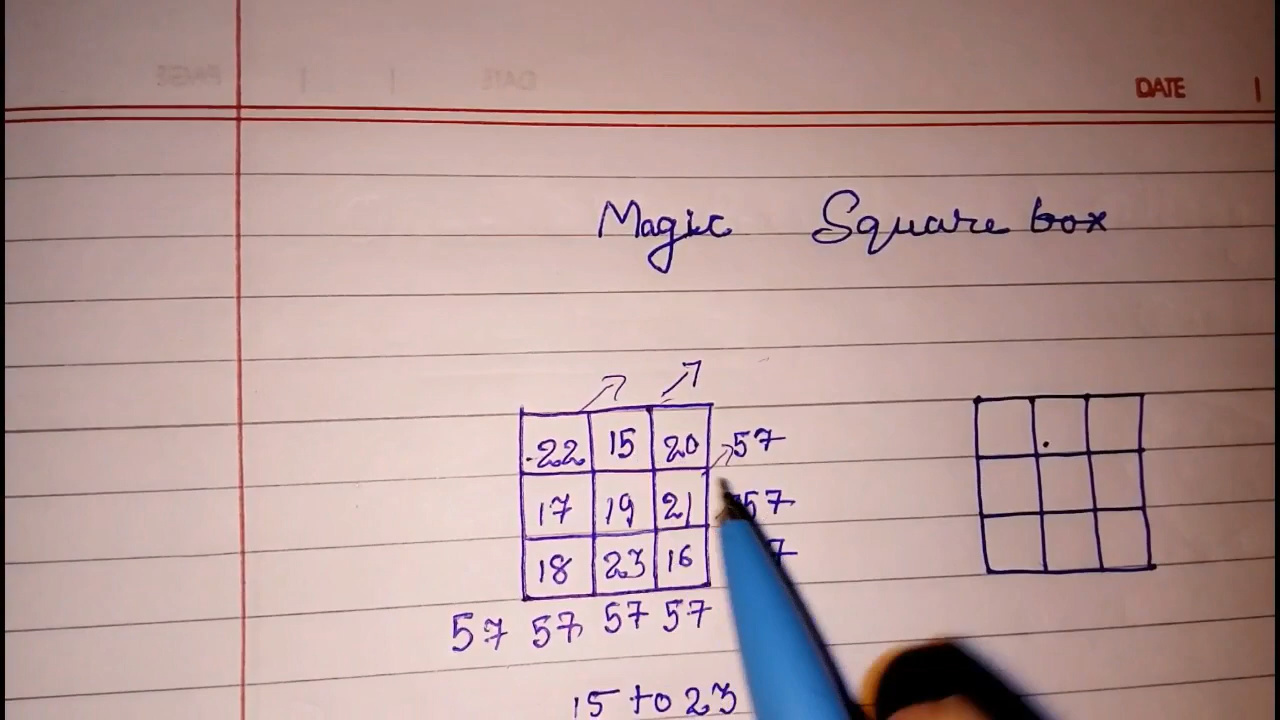 DATE
Magic Square box
22 15 20 57
17 19 21 57
18 23 16 7
57 57 57 57
15 to 23